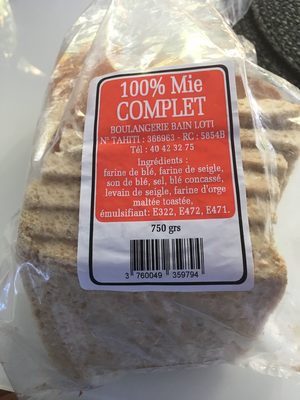 100% Mie
COMPLET
BOULANGERIE BAIN LOTI
N° TAHITI : 366963 - RC : 5854B
Tél : 40 42 32 75
Ingrédients :
farine de blé, farine de seigle,
son de blé, sel, blé concassé,
levain de seigle, farine d'orge
maltée toastée,
émulsifiant: E322, E472, E471.
750 grs
3 760049 359794